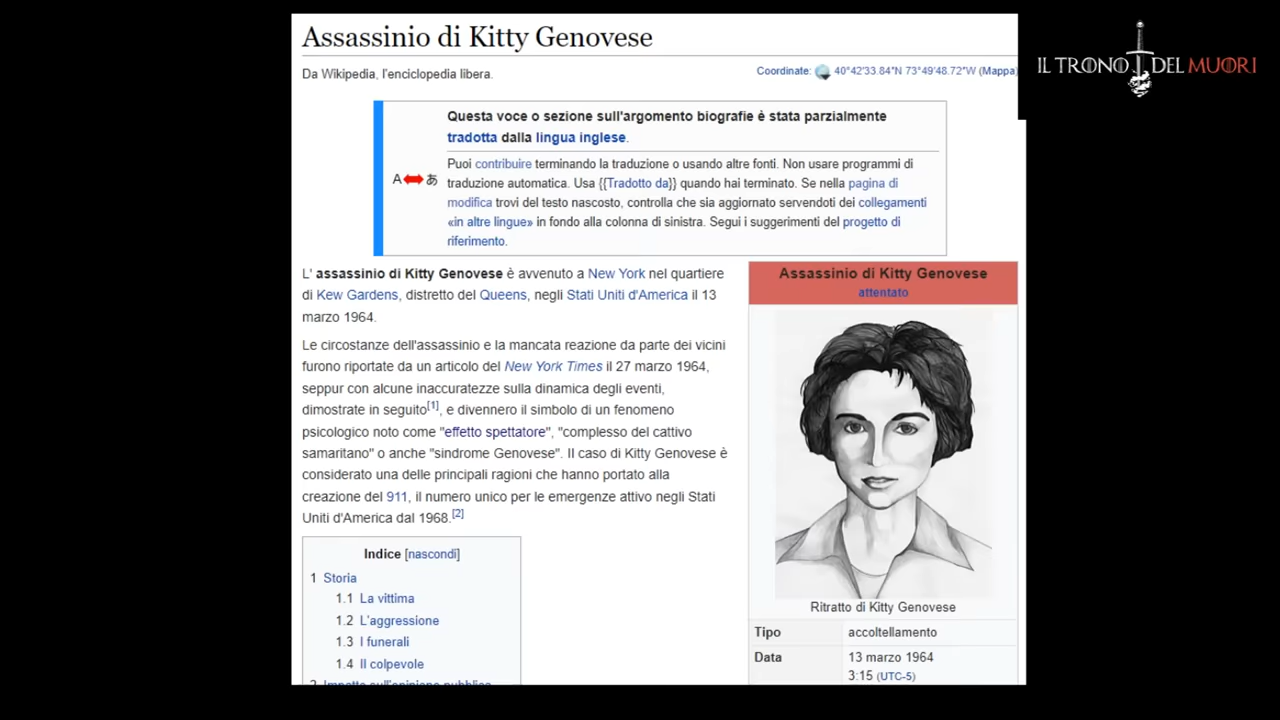 Assassinio di Kitty Genovese
Da Wikipedia, l'enciclopedia libera.
Coordinate: 40°42′33.84″N 73°49′48.72″W (Mappa)
IL TRONO DEL MUORI
Questa voce o sezione sull'argomento biografie è stata parzialmente
tradotta dalla lingua inglese.
A あ
Puoi contribuire terminando la traduzione o usando altre fonti. Non usare programmi di
traduzione automatica. Usa {{Tradotto da}} quando hai terminato. Se nella pagina di
modifica trovi del testo nascosto, controlla che sia aggiornato servendoti dei collegamenti
«in altre lingue» in fondo alla colonna di sinistra. Segui i suggerimenti del progetto di
riferimento.
L' assassinio di Kitty Genovese è avvenuto a New York nel quartiere
di Kew Gardens, distretto del Queens, negli Stati Uniti d'America il 13
marzo 1964.
Le circostanze dell'assassinio e la mancata reazione da parte dei vicini
furono riportate da un articolo del New York Times il 27 marzo 1964,
seppur con alcune inaccuratezze sulla dinamica degli eventi,
dimostrate in seguito[1], e divennero il simbolo di un fenomeno
psicologico noto come "effetto spettatore", "complesso del cattivo
samaritano" o anche "sindrome Genovese". Il caso di Kitty Genovese è
considerato una delle principali ragioni che hanno portato alla
creazione del 911, il numero unico per le emergenze attivo negli Stati
Uniti d'America dal 1968.[2]
Indice [nascondi]
1 Storia
1.1 La vittima
1.2 L'aggressione
1.3 I funerali
1.4 Il colpevole
2 Impatto sull'opinione pubblica
Assassinio di Kitty Genovese
attentato
Ritratto di Kitty Genovese
Tipo accoltellamento
Data 13 marzo 1964
3:15 (UTC-5)